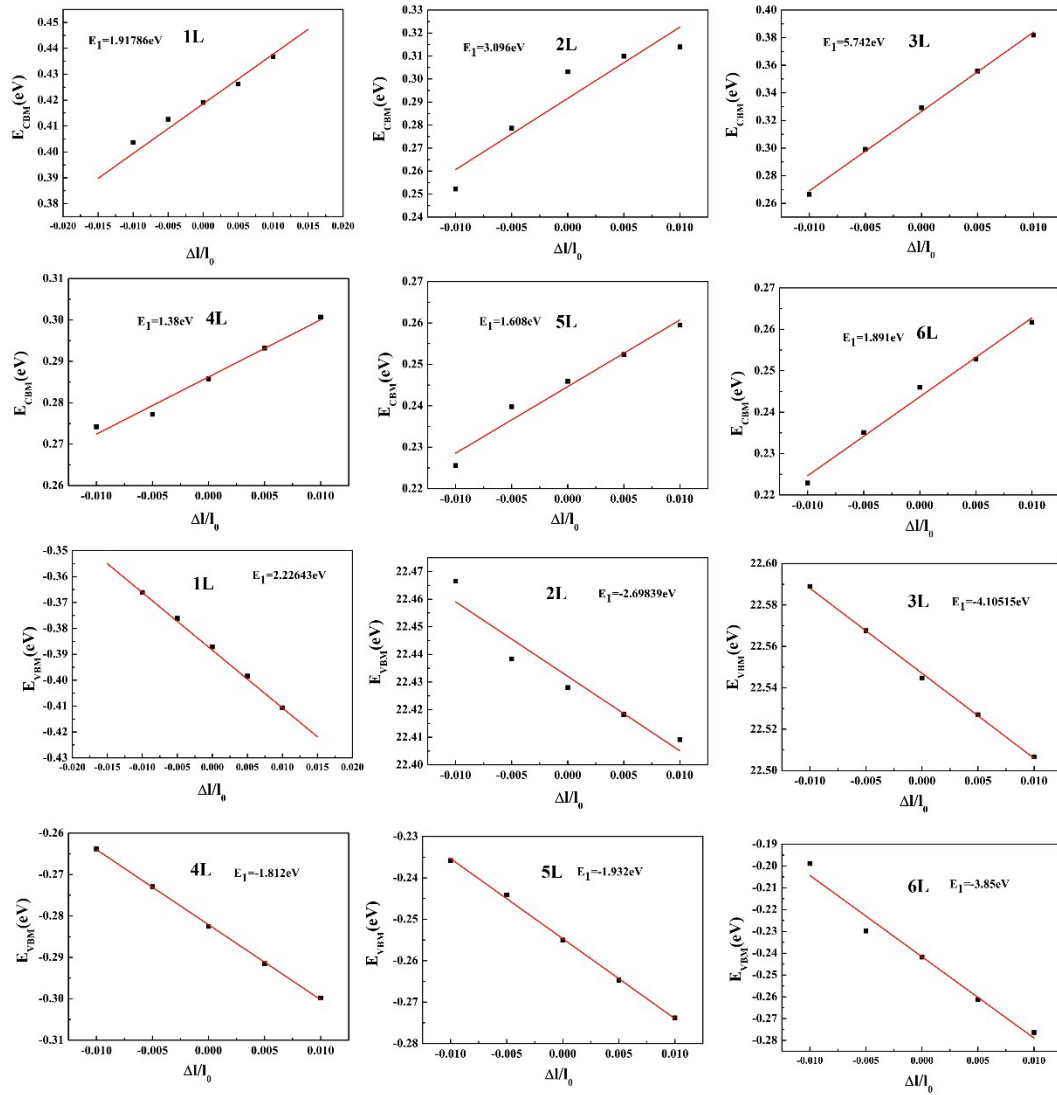 E1=1.91786eV 1L
0.45
0.44
0.43
0.42
0.41
0.40
0.39
0.38
ECBM(eV)
-0.020 -0.015 -0.010 -0.005 0.000 0.005 0.010 0.015 0.020
Δl/l0
E1=3.096eV 2L
0.33
0.32
0.31
0.30
0.29
0.28
0.27
0.26
0.25
0.24
ECBM(eV)
-0.010 -0.005 0.000 0.005 0.010
Δl/l0
E1=5.742eV 3L
0.40
0.38
0.36
0.34
0.32
0.30
0.28
0.26
ECBM(eV)
-0.010 -0.005 0.000 0.005 0.010
Δl/l0
E1=1.38eV 4L
0.31
0.30
0.29
0.28
0.27
0.26
ECBM(eV)
-0.010 -0.005 0.000 0.005 0.010
Δl/l0
E1=1.608eV 5L
0.27
0.26
0.25
0.24
0.23
0.22
ECBM(eV)
-0.010 -0.005 0.000 0.005 0.010
Δl/l0
E1=1.891eV 6L
0.27
0.26
0.25
0.24
0.23
0.22
ECBM(eV)
-0.010 -0.005 0.000 0.005 0.010
Δl/l0
1L E1=2.22643eV
-0.35
-0.36
-0.37
-0.38
-0.39
-0.40
-0.41
-0.42
-0.43
EVBM(eV)
-0.020 -0.015 -0.010 -0.005 0.000 0.005 0.010 0.015 0.020
Δl/l0
2L E1=-2.69839eV
22.47
22.46
22.45
22.44
22.43
22.42
22.41
22.40
EVBM(eV)
-0.010 -0.005 0.000 0.005 0.010
Δl/l0
3L E1=-4.10515eV
22.60
22.58
22.56
22.54
22.52
22.50
EVBM(eV)
-0.010 -0.005 0.000 0.005 0.010
Δl/l0
4L E1=-1.812eV
-0.26
-0.27
-0.28
-0.29
-0.30
-0.31
EVBM(eV)
-0.010 -0.005 0.000 0.005 0.010
Δl/l0
5L E1=-1.932eV
-0.23
-0.24
-0.25
-0.26
-0.27
-0.28
EVBM(eV)
-0.010 -0.005 0.000 0.005 0.010
Δl/l0
6L E1=-3.85eV
-0.19
-0.20
-0.21
-0.22
-0.23
-0.24
-0.25
-0.26
-0.27
-0.28
EVBM(eV)
-0.010 -0.005 0.000 0.005 0.010
Δl/l0